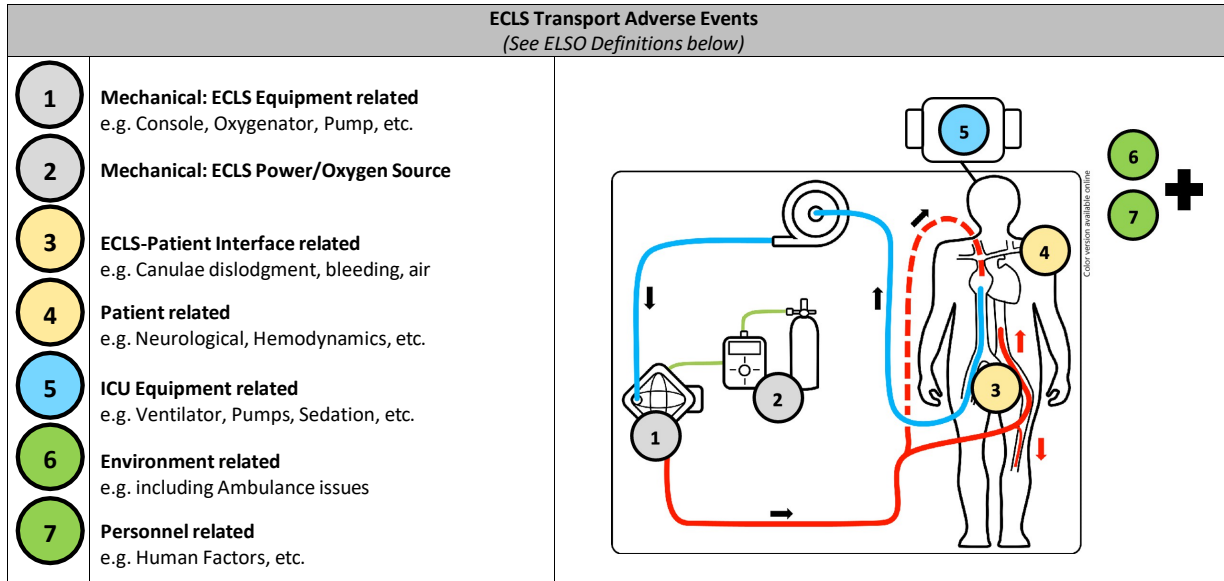 ECLS Transport Adverse Events
(See ELSO Definitions below)
1
Mechanical: ECLS Equipment related
e.g. Console, Oxygenator, Pump, etc.
2
Mechanical: ECLS Power/Oxygen Source
3
ECLS-Patient Interface related
e.g. Canulae dislodgment, bleeding, air
4
Patient related
e.g. Neurological, Hemodynamics, etc.
5
ICU Equipment related
e.g. Ventilator, Pumps, Sedation, etc.
6
Environment related
e.g. including Ambulance issues
7
Personnel related
e.g. Human Factors, etc.
5
6
7
4
3
2
1
Color version available online